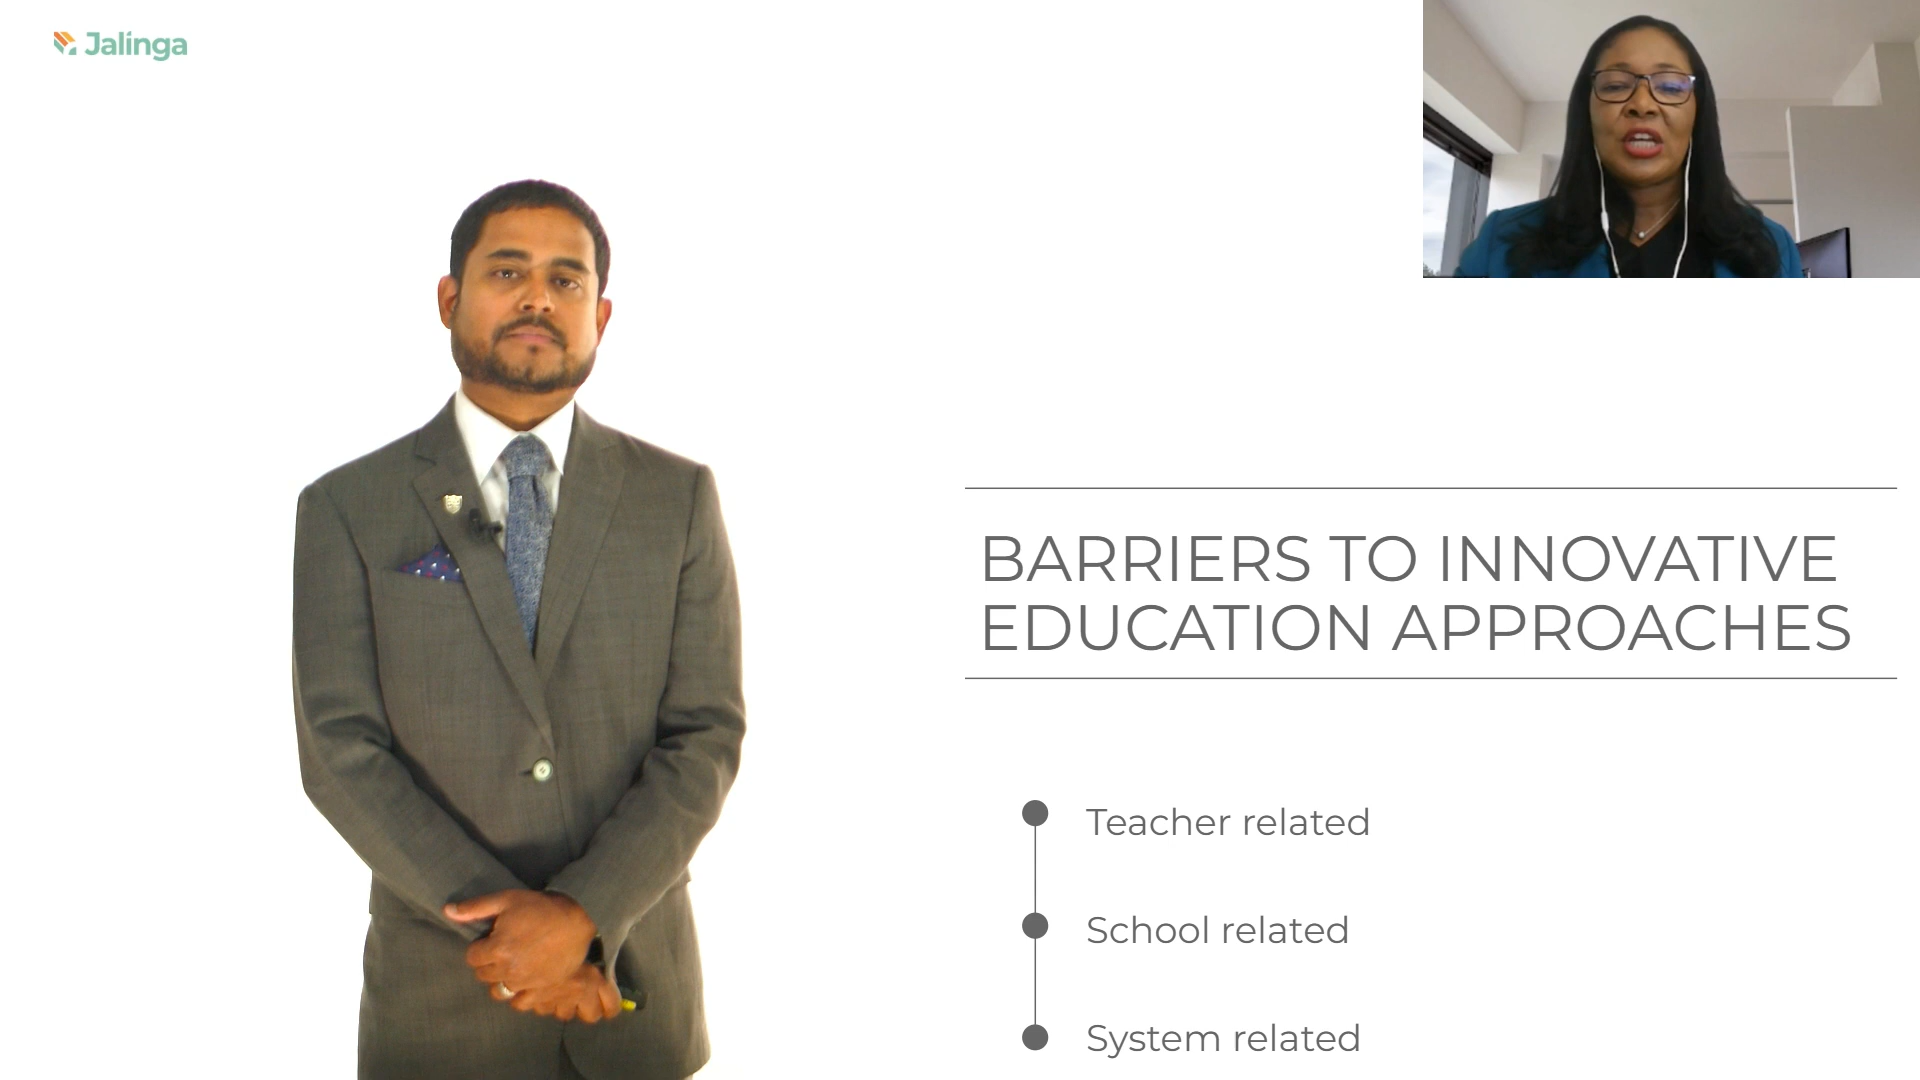 Jalinga
BARRIERS TO INNOVATIVE
EDUCATION APPROACHES
Teacher related
School related
System related